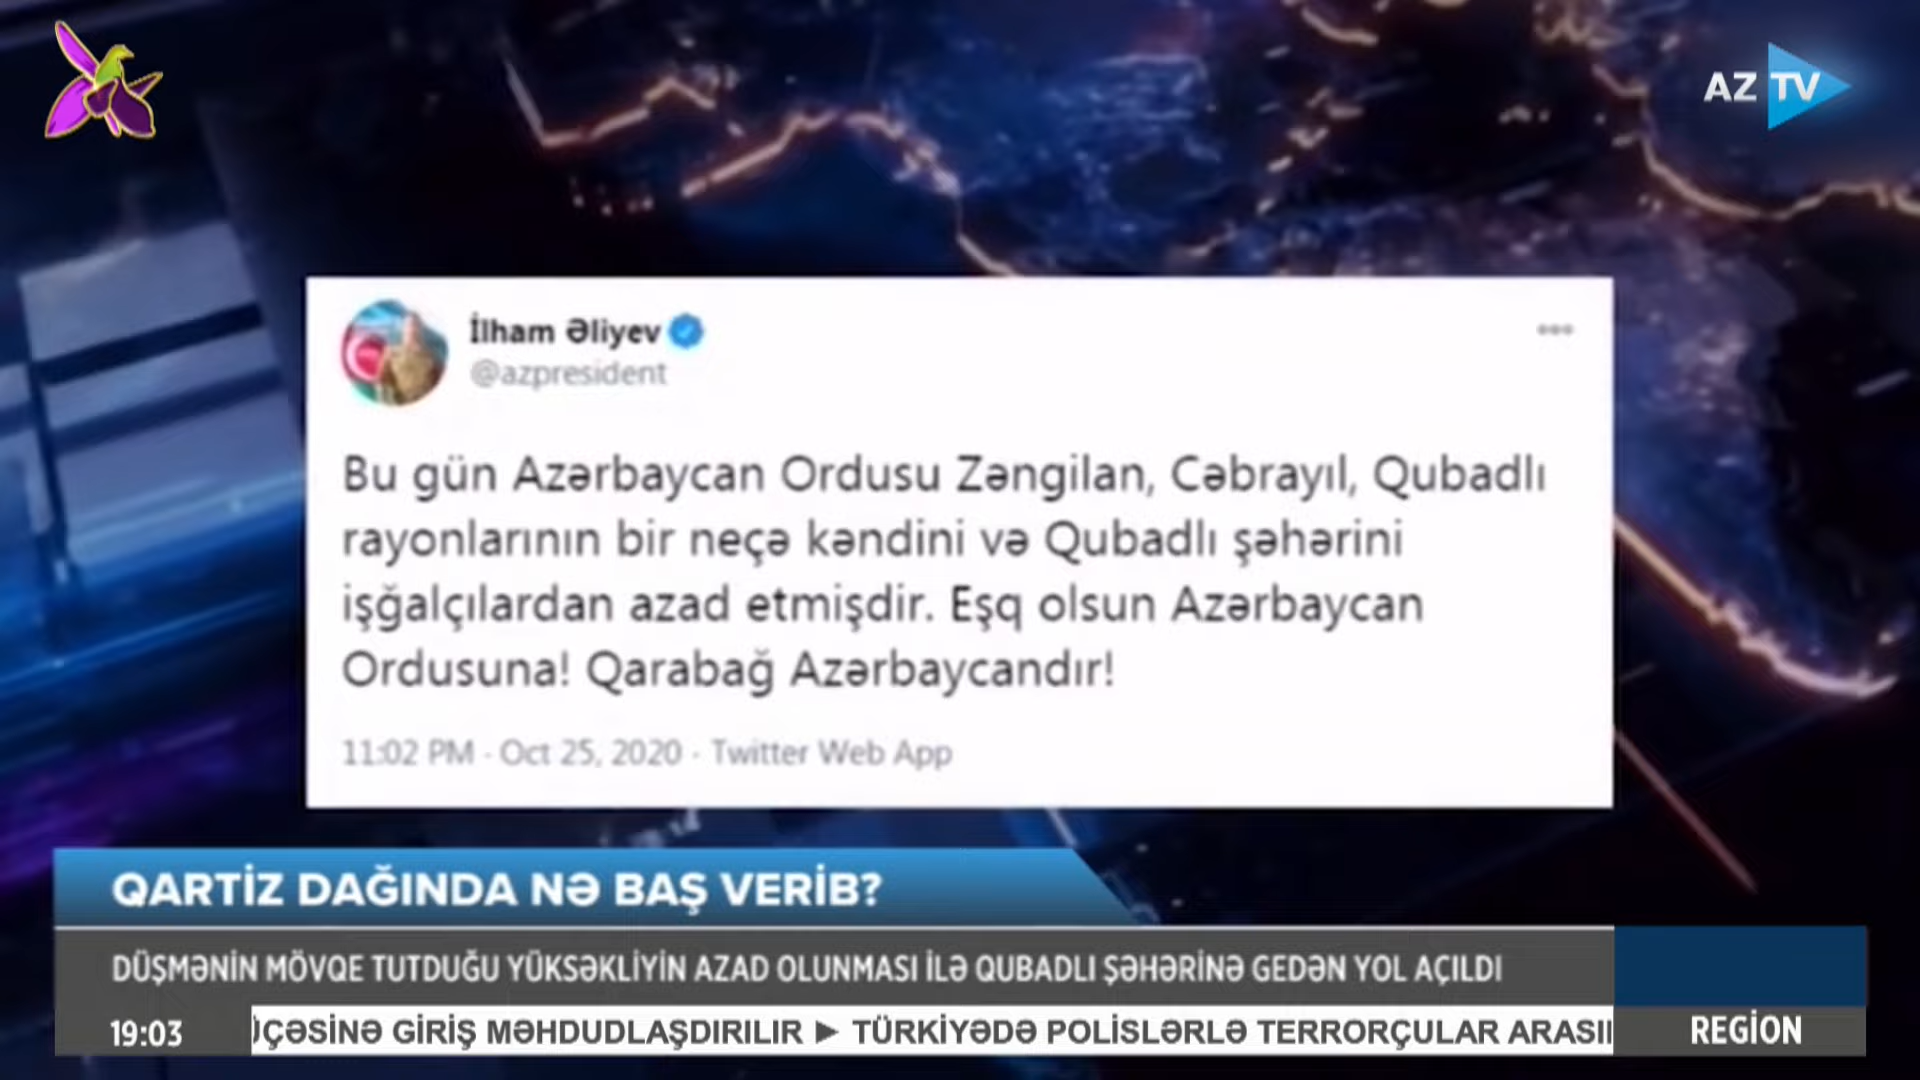 AZ TV
İlham Əliyev
@azpresident
Bu gün Azərbaycan Ordusu Zəngilan, Cəbrayıl, Qubadlı
rayonlarının bir neçə kəndini və Qubadlı şəhərini
işğalçılardan azad etmişdir. Eşq olsun Azərbaycan
Ordusuna! Qarabağ Azərbaycandır!
11:02 PM · Oct 25, 2020 · Twitter Web App
QARTİZ DAĞINDA NƏ BAŞ VERİB?
DÜŞMƏNİN MÖVQE TUTDUĞU YÜKSƏKLİYİN AZAD OLUNMASI İLƏ QUBADLI ŞƏHƏRİNƏ GEDƏN YOL AÇILDI
19:03 GİRİŞ MƏHDUDLAŞDIRILIR ► TÜRKİYƏDƏ POLİSLƏRLƏ TERRORÇULAR REGİON